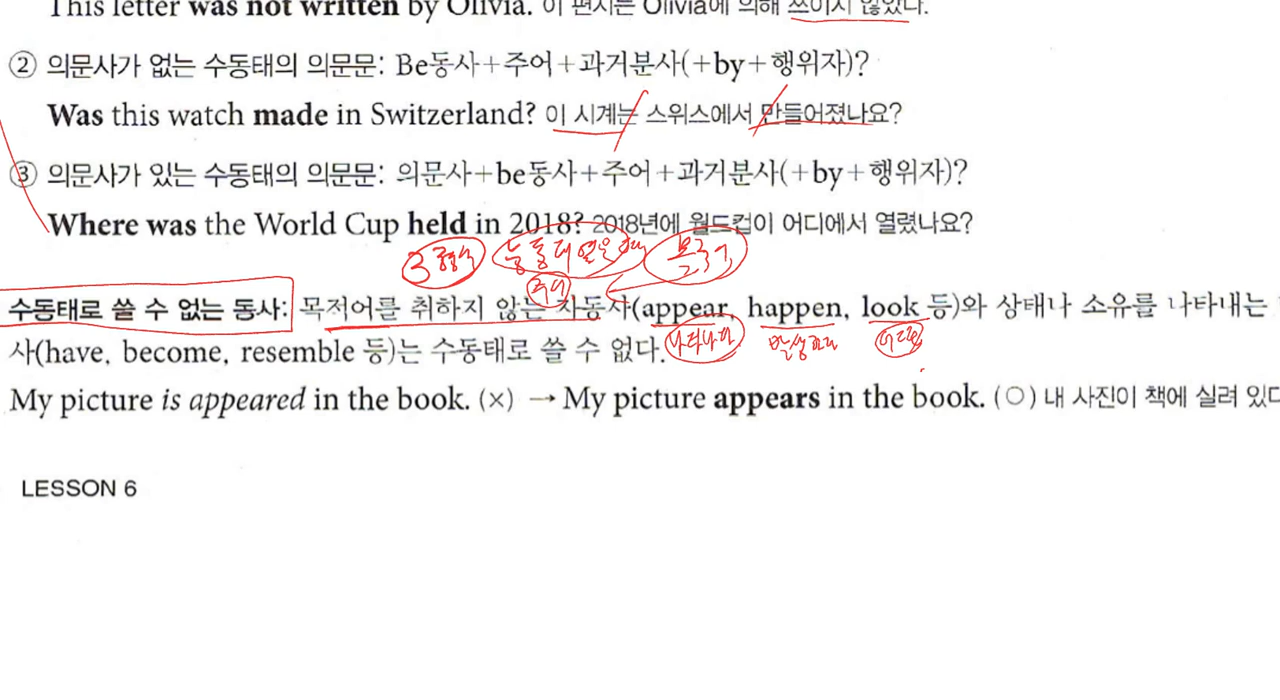 This letter was not written by Olivia. 이 편지는 Olivia에 의해 쓰이지 않았다.
② 의문사가 없는 수동태의 의문문: Be동사+주어+과거분사(+by+행위자)?
Was this watch made in Switzerland? 이 시계는 스위스에서 만들어졌나요?
③ 의문사가 있는 수동태의 의문문: 의문사+be동사+주어+과거분사(+by+행위자)?
Where was the World Cup held in 2018? 2018년에 월드컵이 어디에서 열렸나요?
3형식 능동태 목적어
주어
수동태로 쓸 수 없는 동사: 목적어를 취하지 않는 자동사(appear, happen, look 등)와 상태나 소유를 나타내는
사(have, become, resemble 등)는 수동태로 쓸 수 없다.
나타나다 발생하다
My picture is appeared in the book. (×) → My picture appears in the book. (○) 내 사진이 책에 실려 있다
LESSON 6